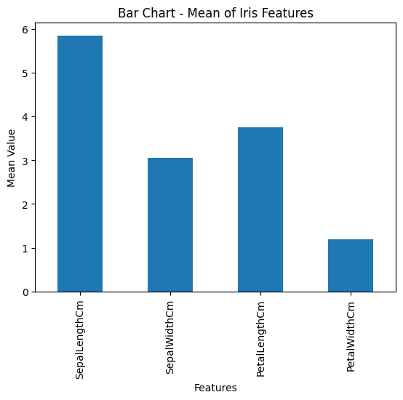 Bar Chart - Mean of Iris Features
6
5
4
3
2
1
0
Mean Value
SepalLengthCm
SepalWidthCm
PetalLengthCm
PetalWidthCm
Features